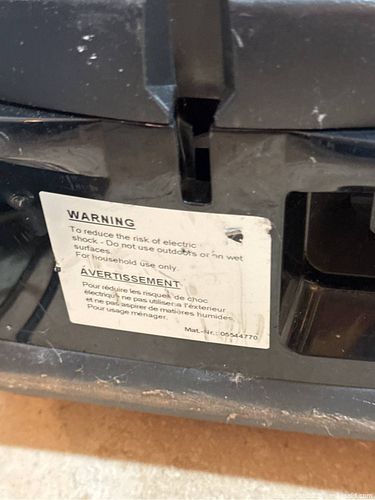 WARNING
To reduce the risk of electric
shock - Do not use outdoors or on wet
surfaces.
For household use only.
AVERTISSEMENT
Pour réduire les risques de choc
électrique ne pas utiliser a l'éxterieur
et ne pas aspirer de matières humides.
Pour usage ménager.
Mat.-Nr.: 05544770